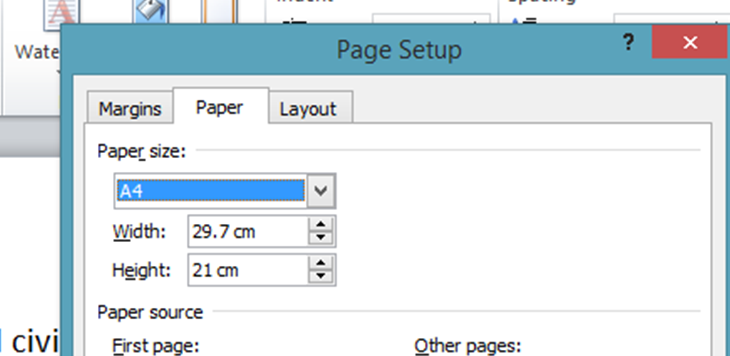 Spacing
Wate
Page Setup
?
Margins Paper Layout
Paper size:
A4
Width: 29.7 cm
Height: 21 cm
Paper source
civi
First page: Other pages: